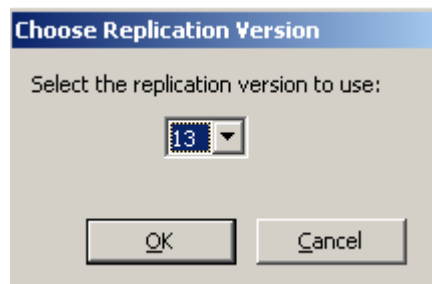 Choose Replication Version
Select the replication version to use:
13
OK
Cancel